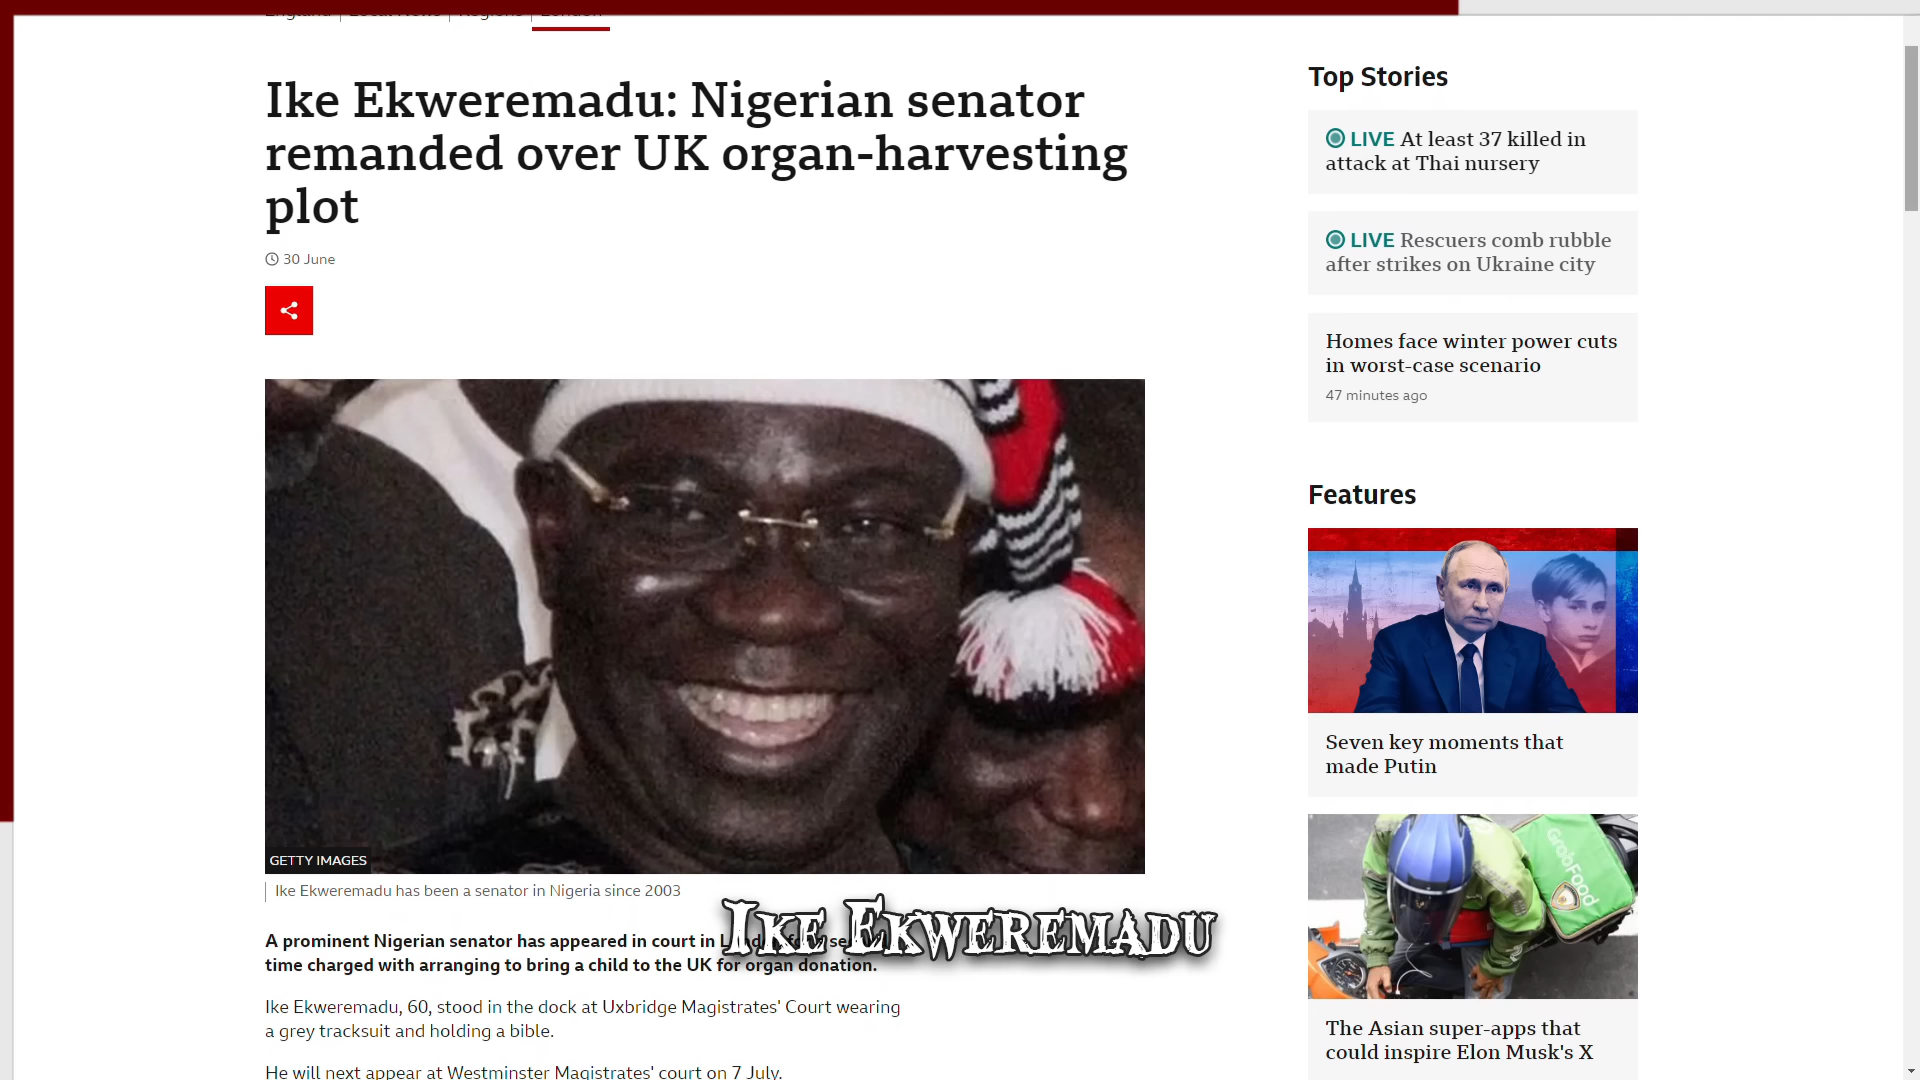 England Local News Regions London
Ike Ekweremadu: Nigerian senator
remanded over UK organ-harvesting
plot
30 June
GETTY IMAGES
Ike Ekweremadu has been a senator in Nigeria since 2003
Ike Ekweremadu
A prominent Nigerian senator has appeared in court in
time charged with arranging to bring a child to the UK for organ donation.
Ike Ekweremadu, 60, stood in the dock at Uxbridge Magistrates' Court wearing
a grey tracksuit and holding a bible.
He will next appear at Westminster Magistrates' court on 7 July.
Top Stories
LIVE At least 37 killed in
attack at Thai nursery
LIVE Rescuers comb rubble
after strikes on Ukraine city
Homes face winter power cuts
in worst-case scenario
47 minutes ago
Features
Seven key moments that
made Putin
GrabFood
The Asian super-apps that
could inspire Elon Musk's X